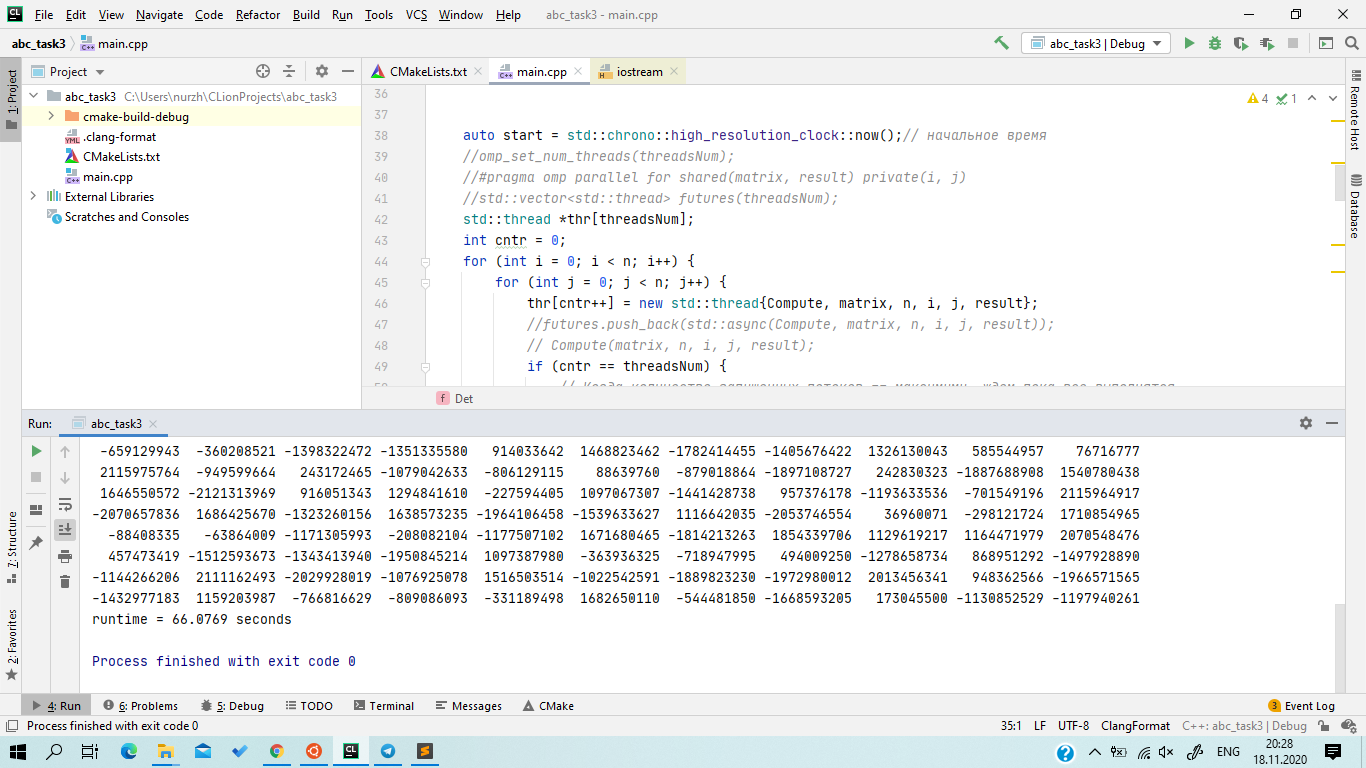 File Edit View Navigate Code Refactor Build Run Tools VCS Window Help abc_task3 - main.cpp
abc_task3 main.cpp abc_task3 | Debug
1: Project
Project
CMakeLists.txt main.cpp iostream
abc_task3 C:\Users\nurzh\CLionProjects\abc_task3
cmake-build-debug
.clang-format
CMakeLists.txt
main.cpp
External Libraries
Scratches and Consoles
4 1
36
37
38 auto start = std::chrono::high_resolution_clock::now();// начальное время
39 //omp_set_num_threads(threadsNum);
40 //#pragma omp parallel for shared(matrix, result) private(i, j)
41 //std::vector<std::thread> futures(threadsNum);
42 std::thread *thr[threadsNum];
43 int cntr = 0;
44 for (int i = 0; i < n; i++) {
45 for (int j = 0; j < n; j++) {
46 thr[cntr++] = new std::thread{Compute, matrix, n, i, j, result};
47 //futures.push_back(std::async(Compute, matrix, n, i, j, result));
48 // Compute(matrix, n, i, j, result);
49 if (cntr == threadsNum) {
f Det
Remote Host
Database
Run: abc_task3
-659129943 -360208521 -1398322472 -1351335580 914033642 1468823462 -1782414455 -1405676422 1326130043 585544957 76716777
2115975764 -949599664 243172465 -1079042633 -806129115 88639760 -879018864 -1897108727 242830323 -1887688908 1540780438
1646550572 -2121313969 916051343 1294841610 -227594405 1097067307 -1441428738 957376178 -1193633536 -701549196 2115964917
-2070657836 1686425670 -1323260156 1638573235 -1964106458 -1539633627 1116642035 -2053746554 36960071 -298121724 1710854965
-88408335 -63864009 -1171305993 -208082104 -1177507102 1671680465 -1814213263 1854339706 1129619217 1164471979 2070548476
457473419 -1512593673 -1343413940 -1950845214 1097387980 -363936325 -718947995 494009250 -1278658734 868951292 -1497928890
-1144266206 2111162493 -2029928019 -1076925078 1516503514 -1022542591 -1889823230 -1972980012 2013456341 948362566 -1966571565
-1432977183 1159203987 -766816629 -809086093 -331189498 1682650110 -544481850 -1668593205 173045500 -1130852529 -1197940261
runtime = 66.0769 seconds
Process finished with exit code 0
7: Structure
2: Favorites
4: Run 6: Problems 5: Debug TODO Terminal Messages CMake 3 Event Log
Process finished with exit code 0 35:1 LF UTF-8 ClangFormat C++: abc_task3 | Debug
ENG 20:28
18.11.2020